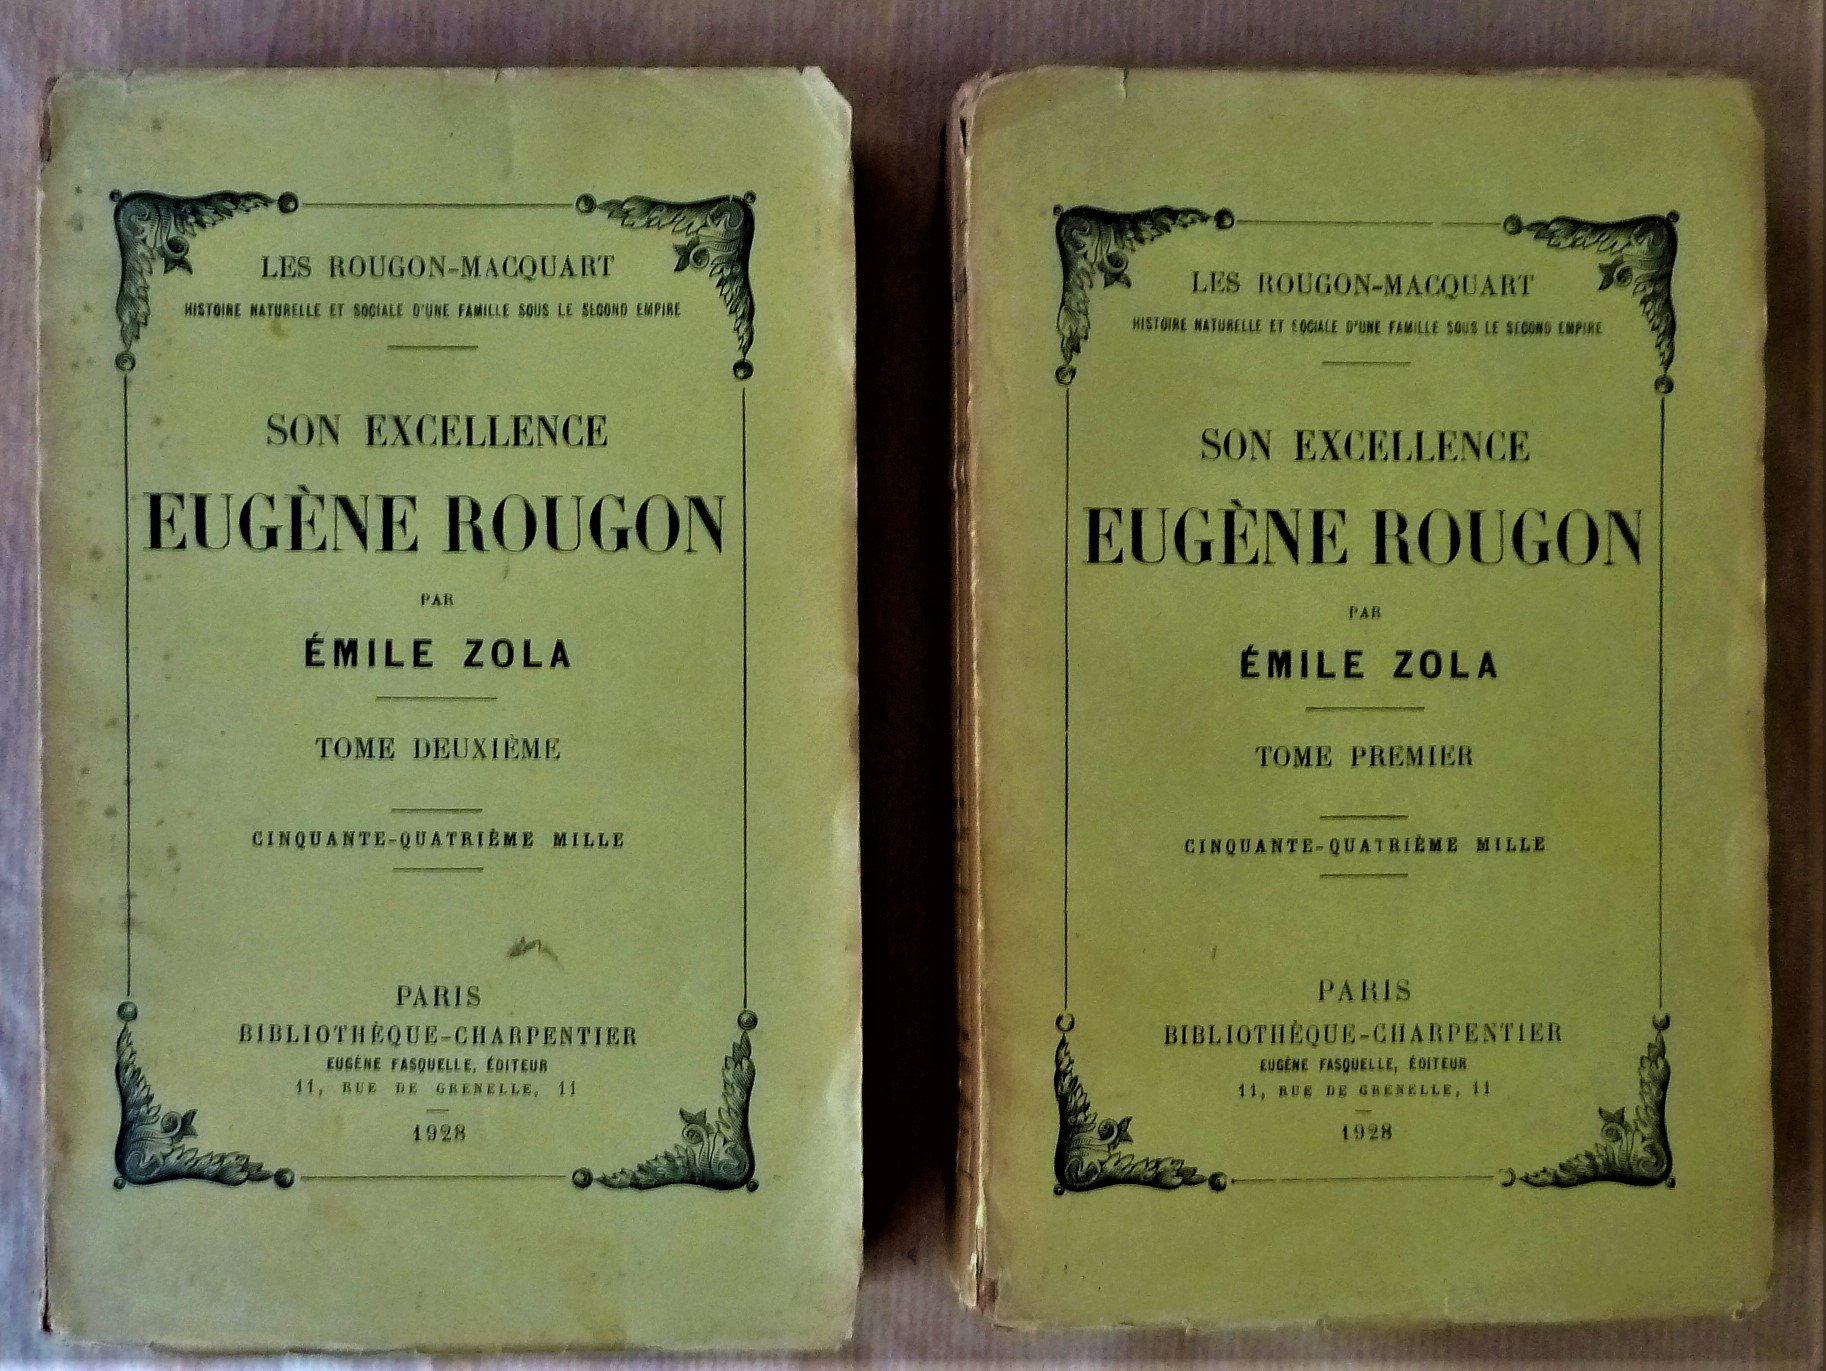 LES ROUGON-MACQUART
HISTOIRE NATURELLE ET SOCIALE D'UNE FAMILLE SOUS LE SECOND EMPIRE
SON EXCELLENCE
EUGÈNE ROUGON
PAR
ÉMILE ZOLA
TOME DEUXIÈME
CINQUANTE-QUATRIÈME MILLE
PARIS
BIBLIOTHÈQUE-CHARPENTIER
EUGÈNE FASQUELLE, ÉDITEUR
11, RUE DE GRENELLE, 11
1928
LES ROUGON-MACQUART
HISTOIRE NATURELLE ET SOCIALE D'UNE FAMILLE SOUS LE SECOND EMPIRE
SON EXCELLENCE
EUGÈNE ROUGON
PAR
ÉMILE ZOLA
TOME PREMIER
CINQUANTE-QUATRIÈME MILLE
PARIS
BIBLIOTHÈQUE-CHARPENTIER
EUGÈNE FASQUELLE, ÉDITEUR
11, RUE DE GRENELLE, 11
1928